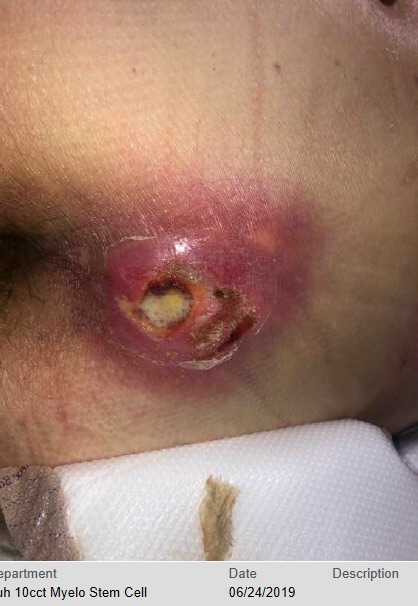 epartment Date Description
uh 10cct Myelo Stem Cell 06/24/2019